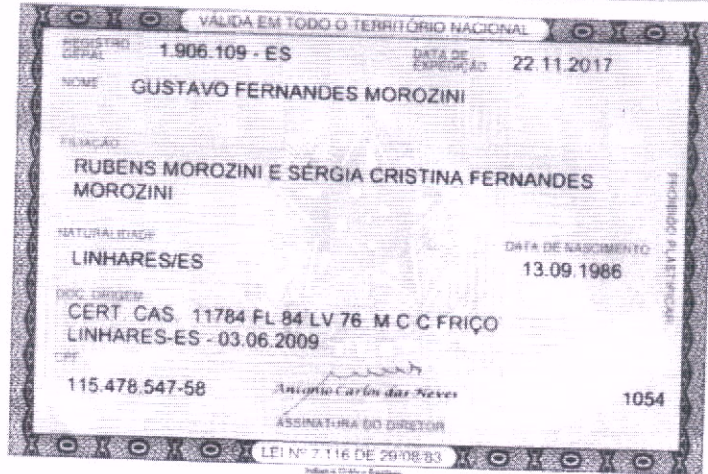 VÁLIDA EM TODO O TERRITÓRIO NACIONAL
REGISTRO GERAL 1.906.109 - ES DATA DE EXPEDIÇÃO 22.11.2017
NOME GUSTAVO FERNANDES MOROZINI
FILIAÇÃO
RUBENS MOROZINI E SÉRGIA CRISTINA FERNANDES
MOROZINI
NATURALIDADE DATA DE NASCIMENTO
LINHARES/ES 13.09.1986
DOC. ORIGEM
CERT CAS. 11784 FL 84 LV 76 M C C FRIÇO
LINHARES-ES - 03.06.2009
CPF
115.478.547-58 Antonio Carlos das Neves 1054
ASSINATURA DO DIRETOR
LEI Nº 7.116 DE 29/08/83
PROIBIDO PLASTIFICAR